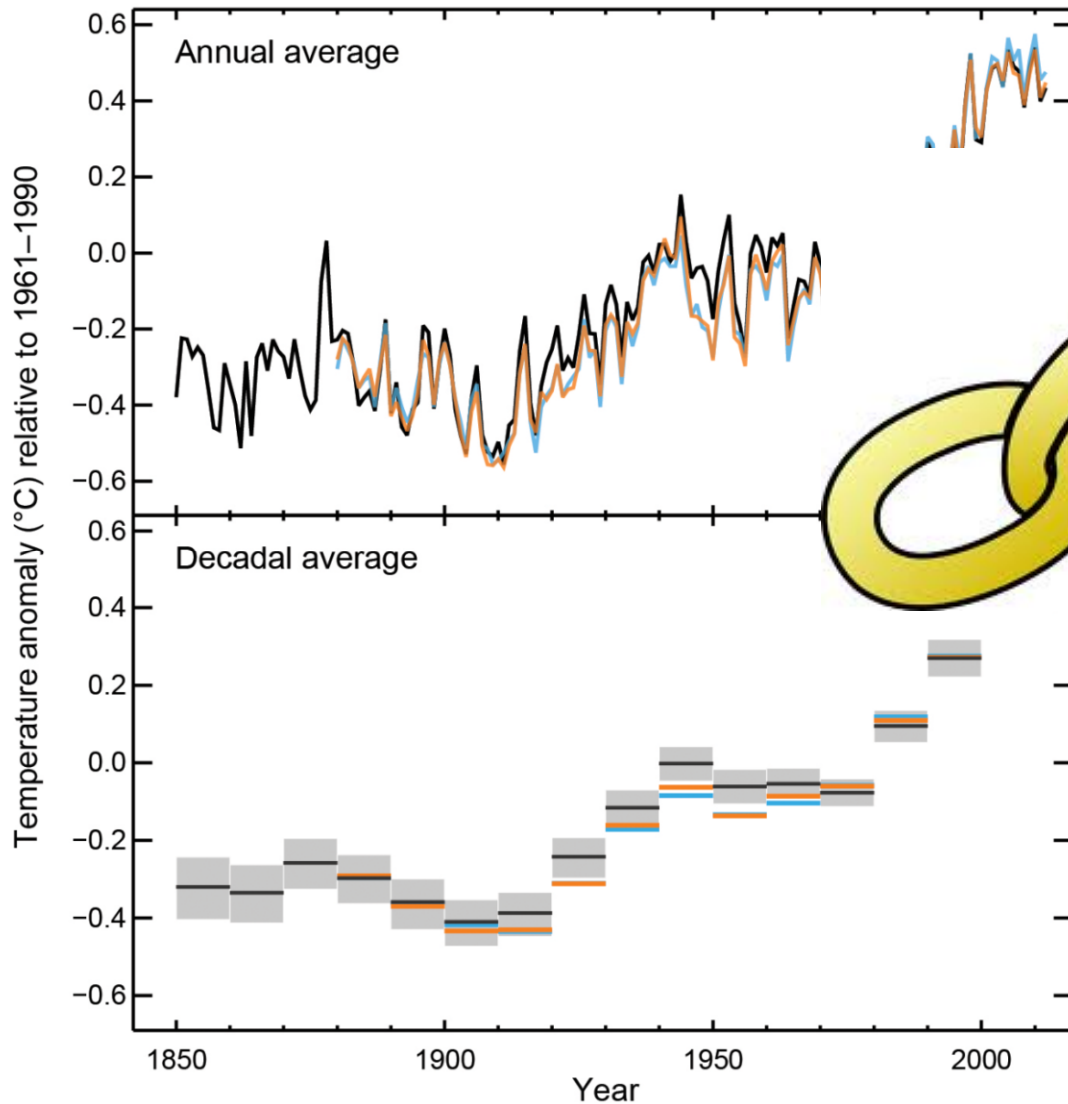 Temperature anomaly (°C) relative to 1961–1990
Annual average
0.6
0.4
0.2
0.0
−0.2
−0.4
−0.6
Decadal average
0.6
0.4
0.2
0.0
−0.2
−0.4
−0.6
1850 1900 1950 2000
Year